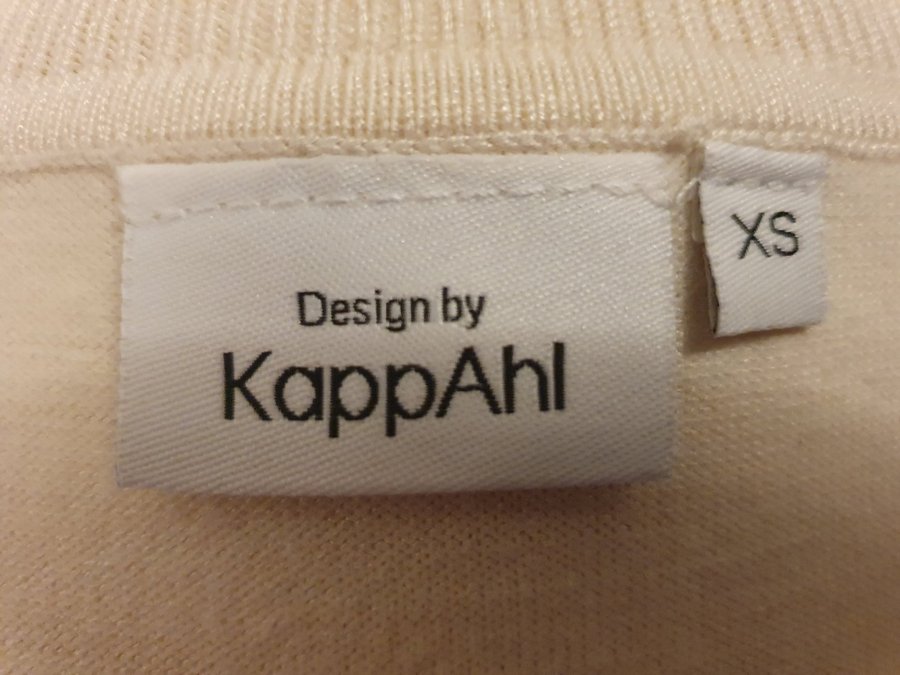 Design by
KappAhl
XS